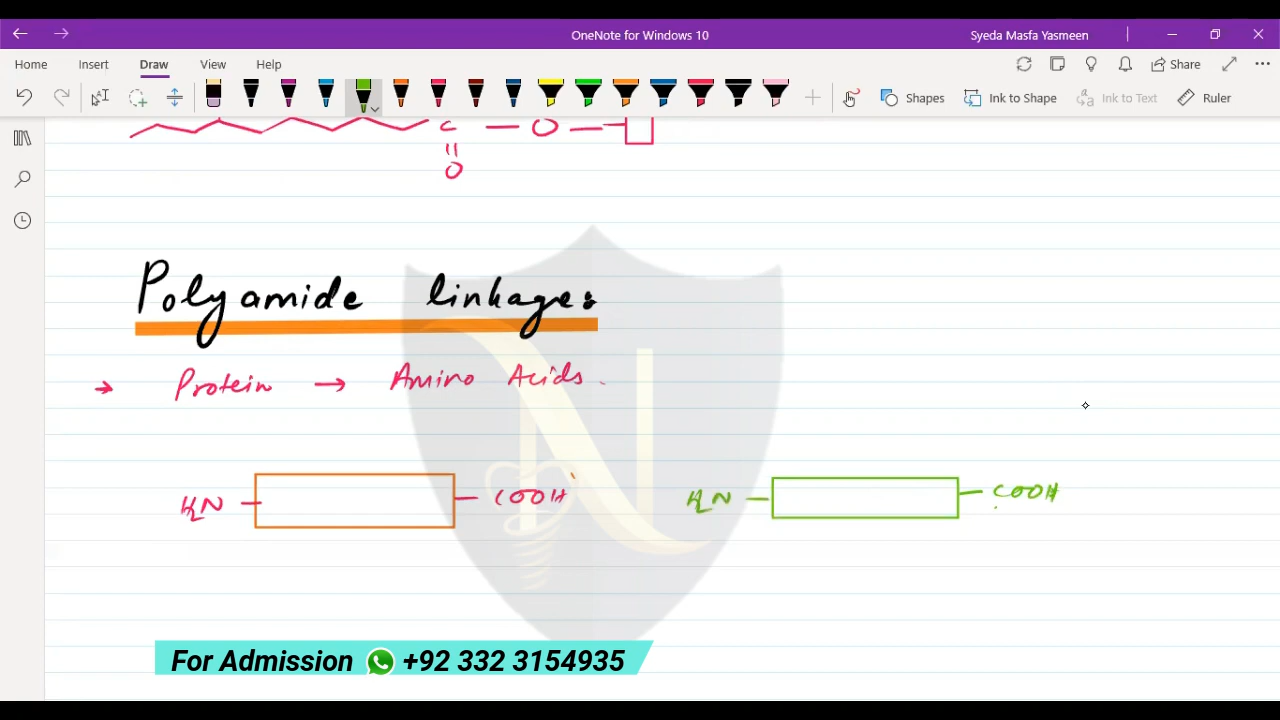 OneNote for Windows 10
Syeda Masfa Yasmeen
Home Insert Draw View Help
Share
Shapes Ink to Shape Ink to Text Ruler
C — O —
O
Polyamide linkages
→ Protein → Amino Acids.
H₂N COOH H₂N COOH
For Admission +92 332 3154935